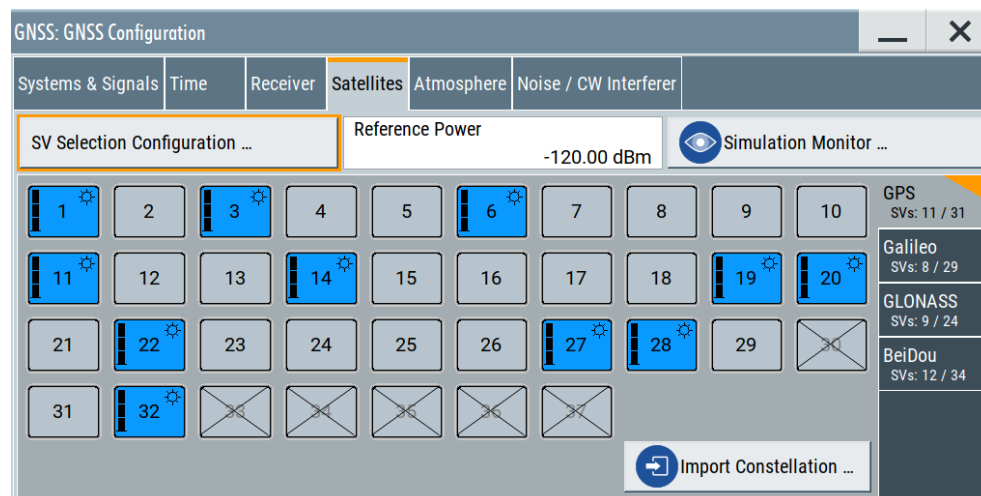 GNSS: GNSS Configuration
Systems & Signals Time Receiver Satellites Atmosphere Noise / CW Interferer
SV Selection Configuration ...
Reference Power
-120.00 dBm
Simulation Monitor ...
1 2 3 4 5 6 7 8 9 10
11 12 13 14 15 16 17 18 19 20
21 22 23 24 25 26 27 28 29 30
31 32 33 34 35 36 37
GPS
SVs: 11 / 31
Galileo
SVs: 8 / 29
GLONASS
SVs: 9 / 24
BeiDou
SVs: 12 / 34
Import Constellation ...